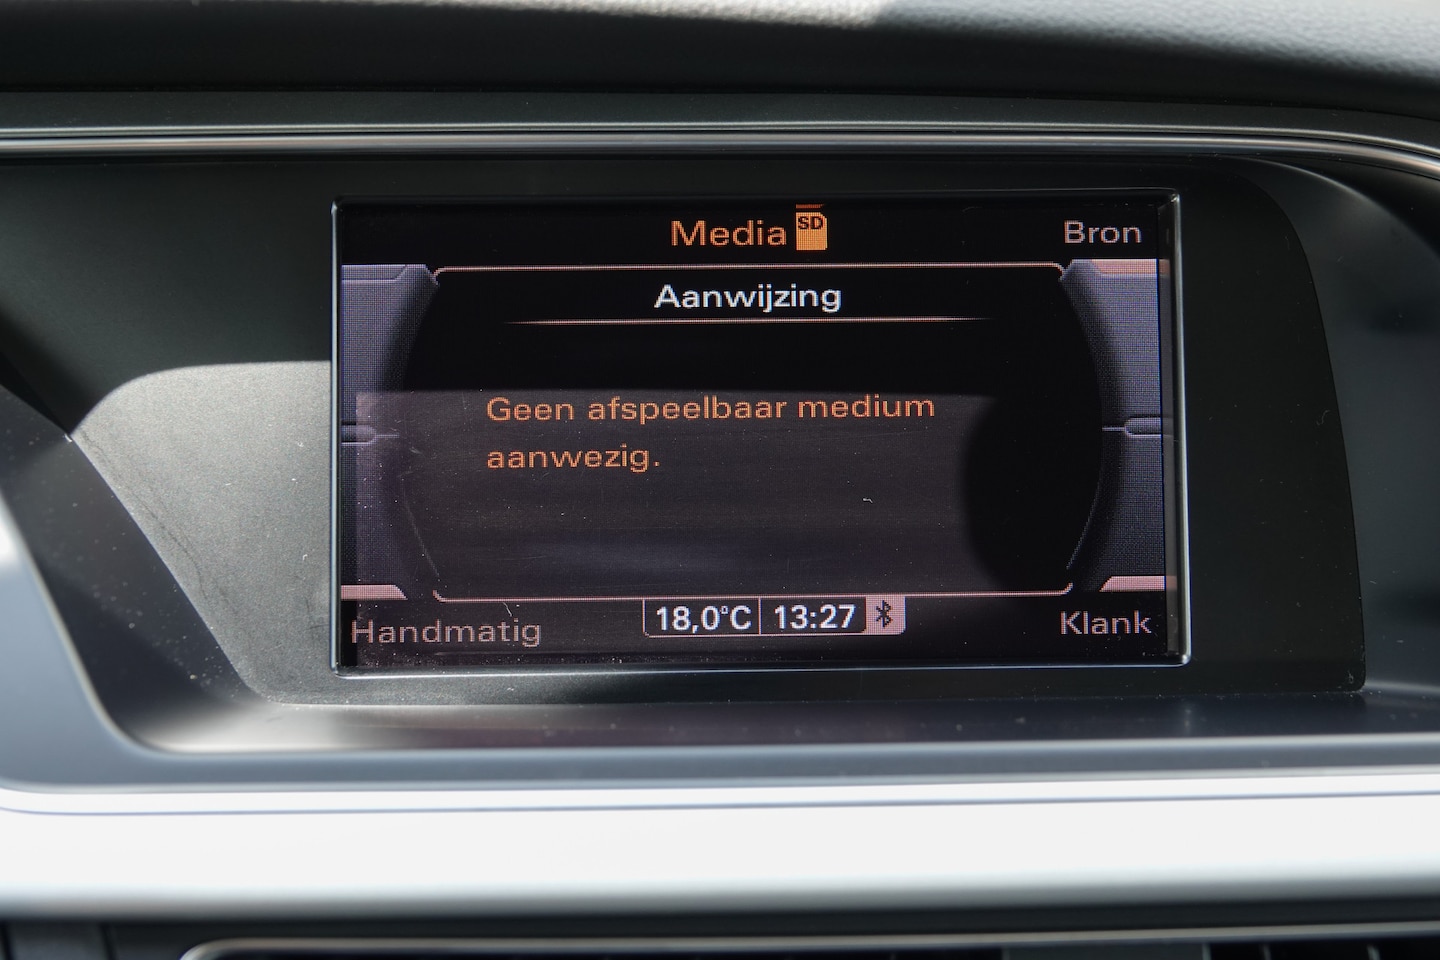 Media SD
Bron
Aanwijzing
Geen afspeelbaar medium
aanwezig.
Handmatig
18,0°C 13:27
Klank